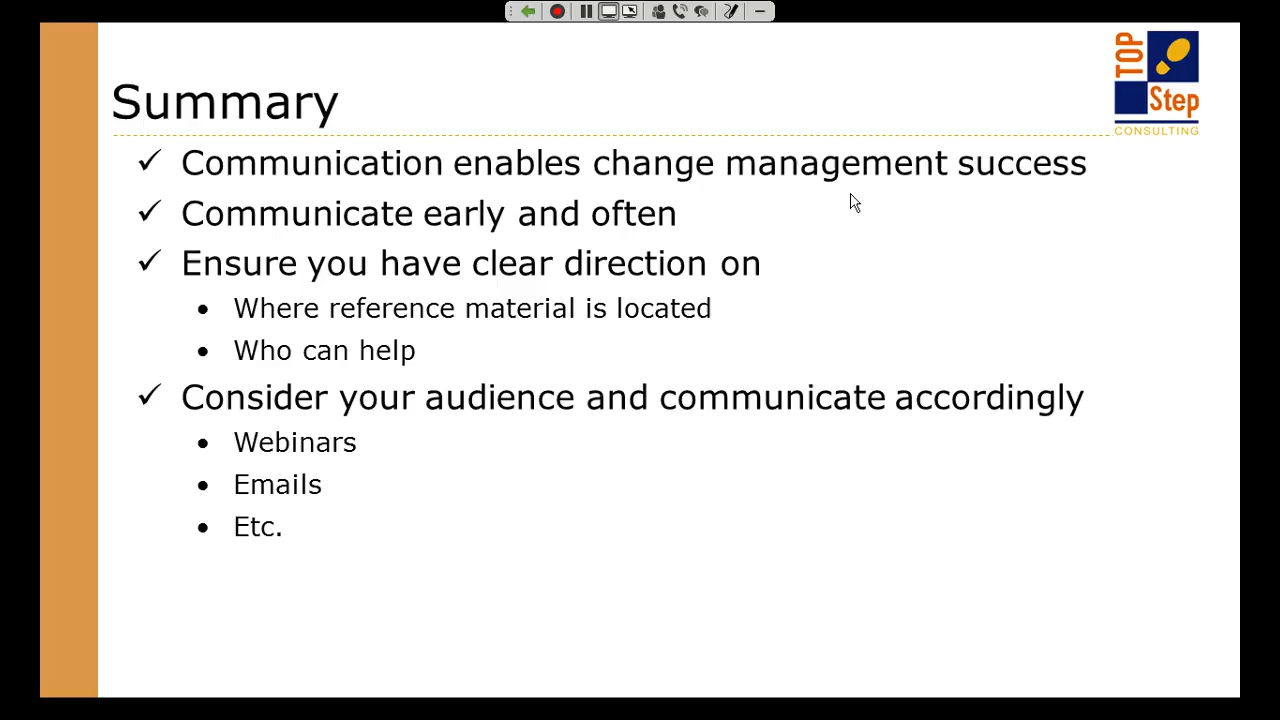 TOP
Step
CONSULTING
Summary
✓ Communication enables change management success
✓ Communicate early and often
✓ Ensure you have clear direction on
• Where reference material is located
• Who can help
✓ Consider your audience and communicate accordingly
• Webinars
• Emails
• Etc.